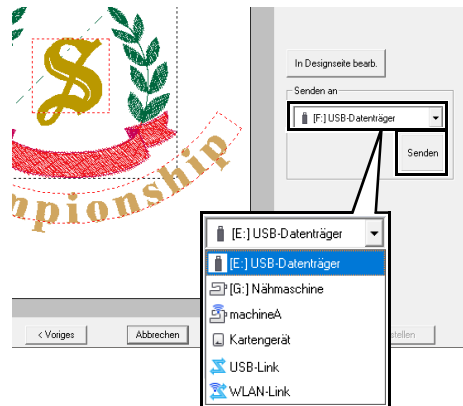 S
mpionship
In Designseite bearb.
Senden an
[F:] USB-Datenträger
Senden
[E:] USB-Datenträger
[E:] USB-Datenträger
[G:] Nähmaschine
machineA
Kartengerät
USB-Link
WLAN-Link
< Voriges
Abbrechen
stellen